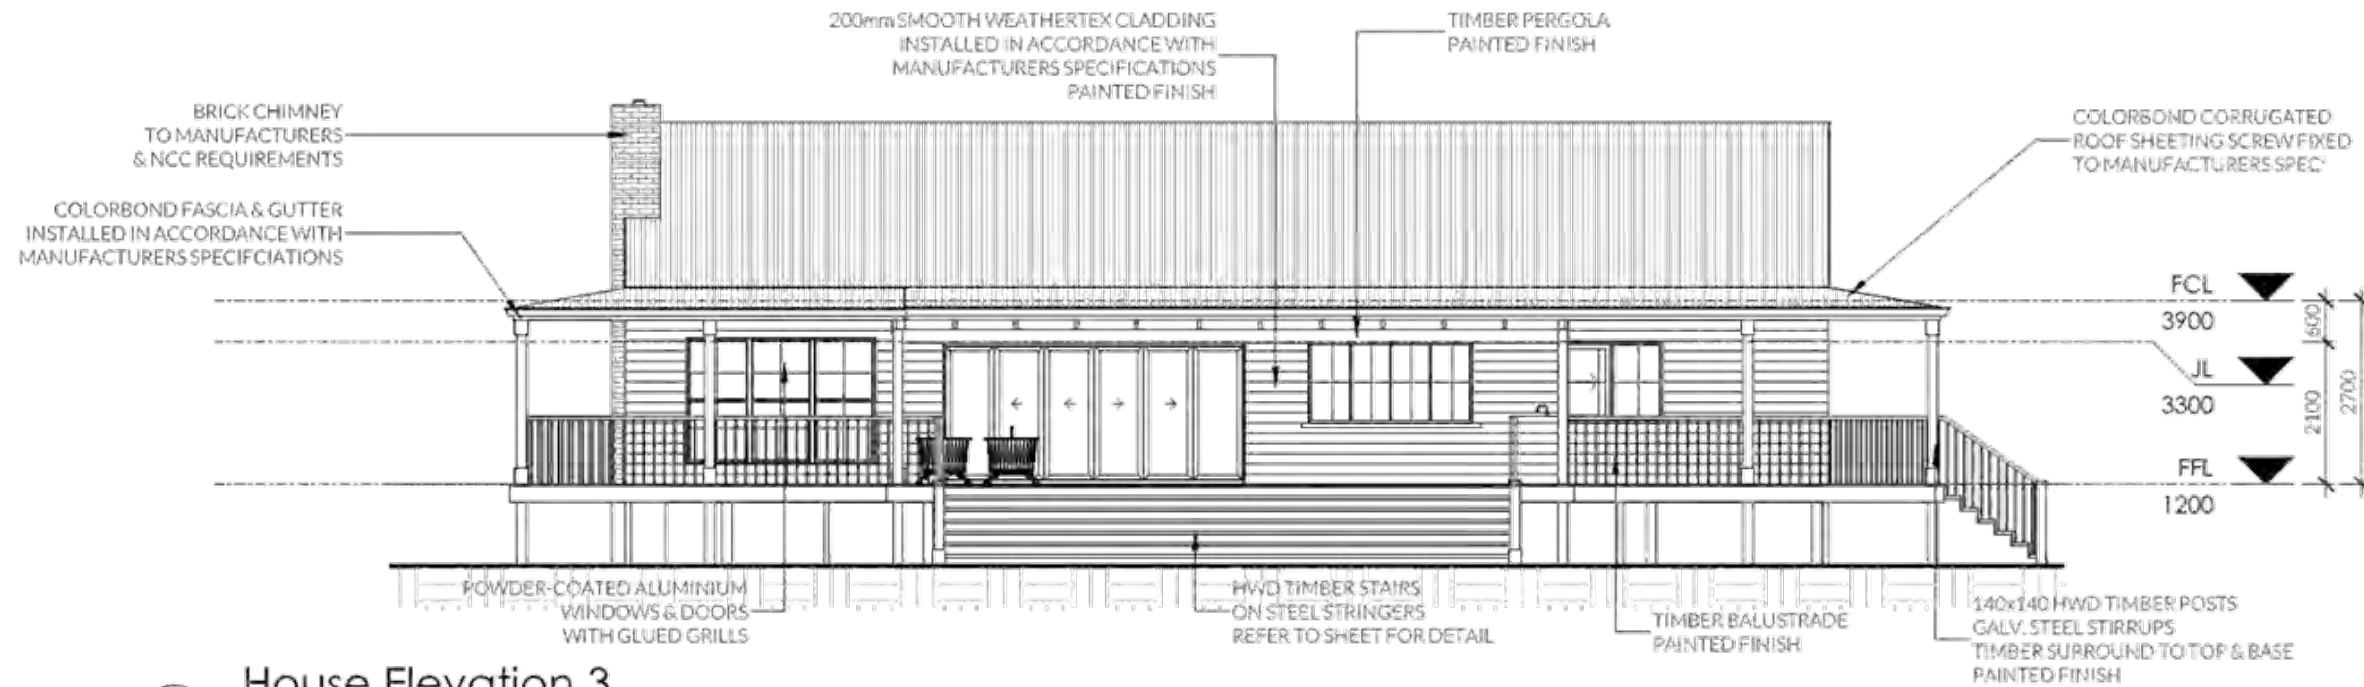 200mm SMOOTH WEATHERTEX CLADDING
INSTALLED IN ACCORDANCE WITH
MANUFACTURERS SPECIFICATIONS
PAINTED FINISH
TIMBER PERGOLA
PAINTED FINISH
BRICK CHIMNEY
TO MANUFACTURERS
& NCC REQUIREMENTS
COLORBOND CORRUGATED
ROOF SHEETING SCREW FIXED
TO MANUFACTURERS SPEC'
COLORBOND FASCIA & GUTTER
INSTALLED IN ACCORDANCE WITH
MANUFACTURERS SPECIFCIATIONS
FCL
3900
600
JL
3300
2100
2700
FFL
1200
POWDER-COATED ALUMINIUM
WINDOWS & DOORS
WITH GLUED GRILLS
HWD TIMBER STAIRS
ON STEEL STRINGERS
REFER TO SHEET FOR DETAIL
TIMBER BALUSTRADE
PAINTED FINISH
140x140 HWD TIMBER POSTS
GALV. STEEL STIRRUPS
TIMBER SURROUND TO TOP & BASE
PAINTED FINISH
House Elevation 3